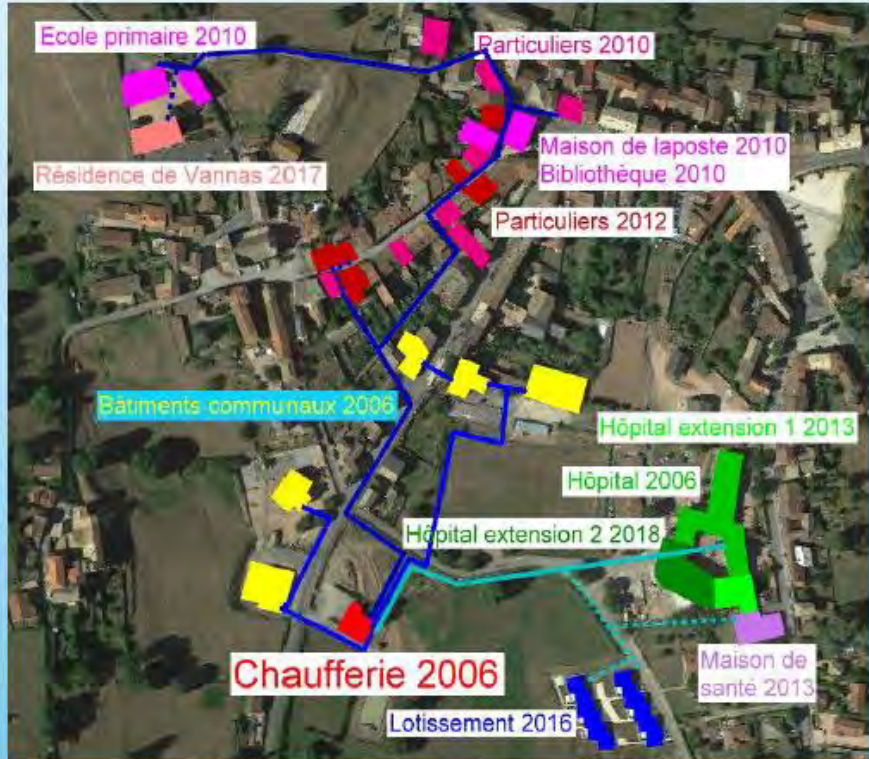 Ecole primaire 2010
Particuliers 2010
Maison de laposte 2010
Bibliothèque 2010
Résidence de Vannas 2017
Particuliers 2012
Bâtiments communaux 2006
Hôpital extension 1 2013
Hôpital 2006
Hôpital extension 2 2018
Chaufferie 2006
Maison de
santé 2013
Lotissement 2016